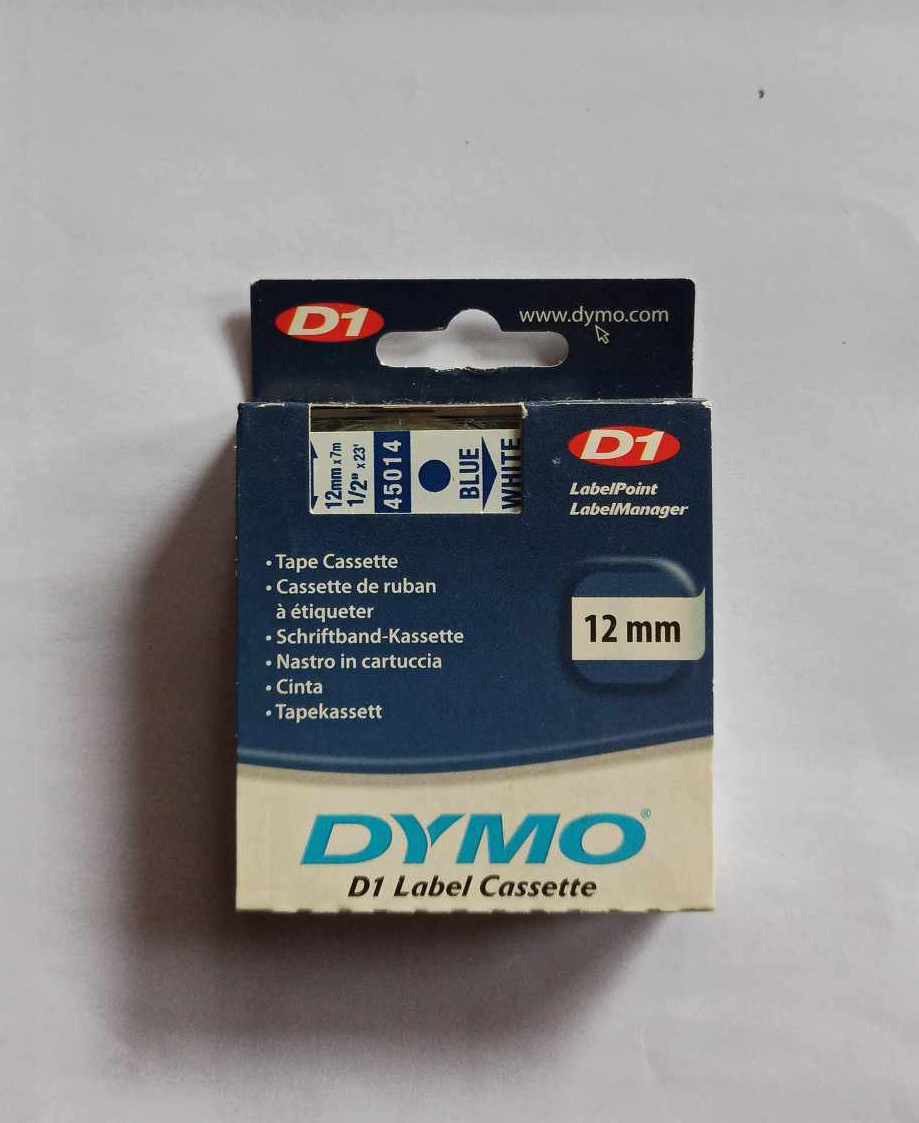 D1
www.dymo.com
12mm x 7m
1/2" x 23'
45014
BLUE
WHITE
D1
LabelPoint
LabelManager
• Tape Cassette
• Cassette de ruban
à étiqueter
• Schriftband-Kassette
• Nastro in cartuccia
• Cinta
• Tapekassett
12 mm
DYMO®
D1 Label Cassette